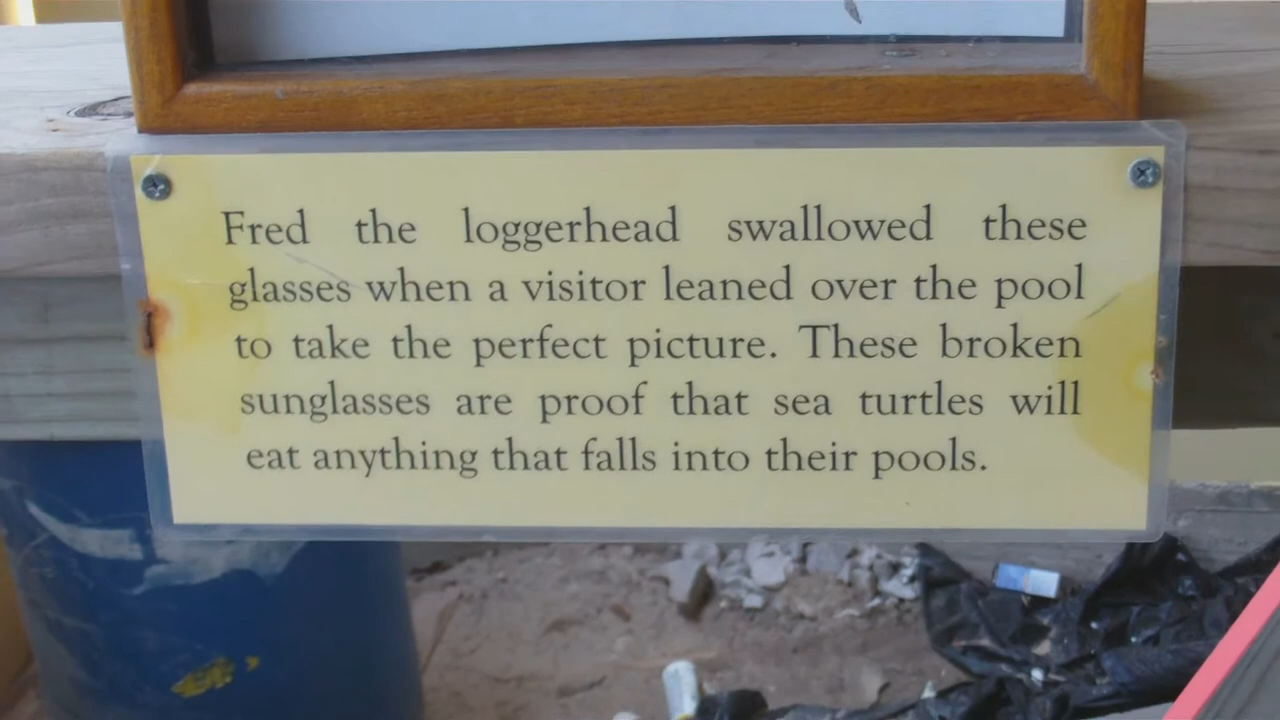 Fred the loggerhead swallowed these
glasses when a visitor leaned over the pool
to take the perfect picture. These broken
sunglasses are proof that sea turtles will
eat anything that falls into their pools.